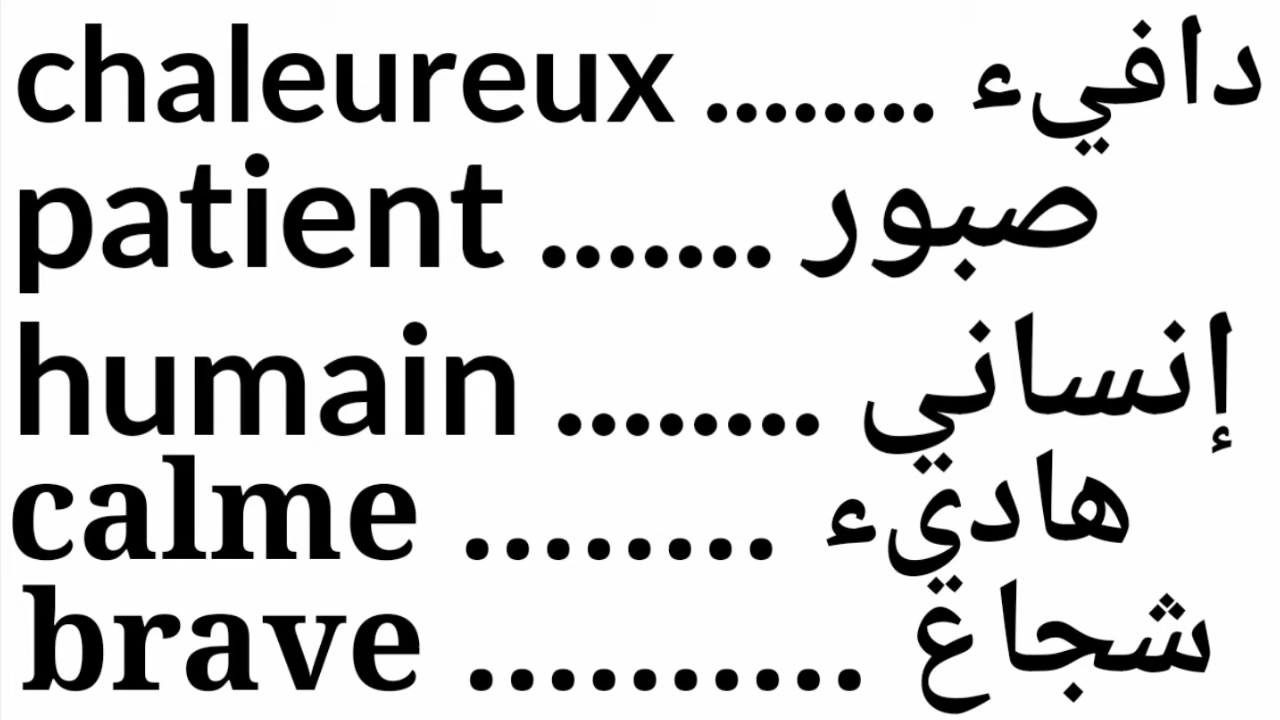 chaleureux ........ دافيء
patient ....... صبور
humain ........ إنساني
calme ........ هاديء
brave .......... شجاع